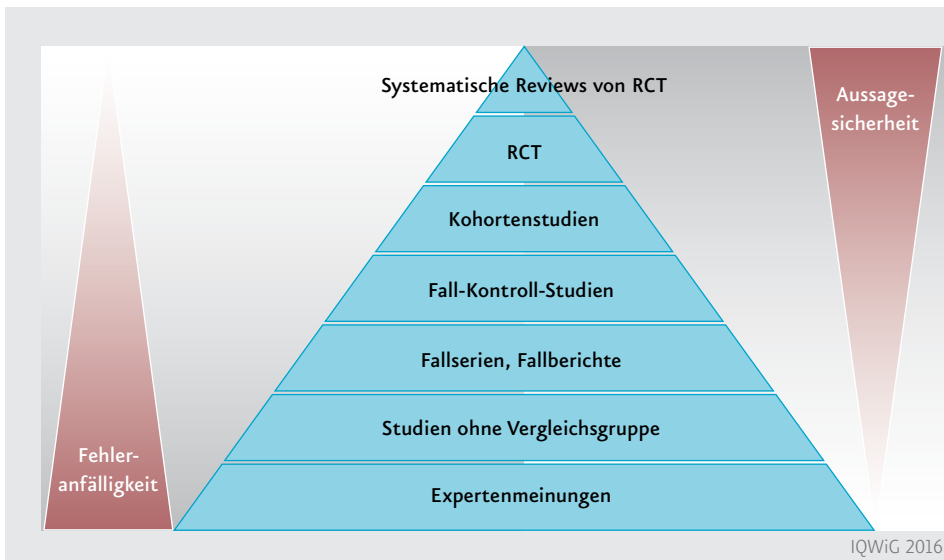 Systematische Reviews von RCT
RCT
Kohortenstudien
Fall-Kontroll-Studien
Fallserien, Fallberichte
Studien ohne Vergleichsgruppe
Expertenmeinungen
Fehler-
anfälligkeit
Aussage-
sicherheit
IQWiG 2016